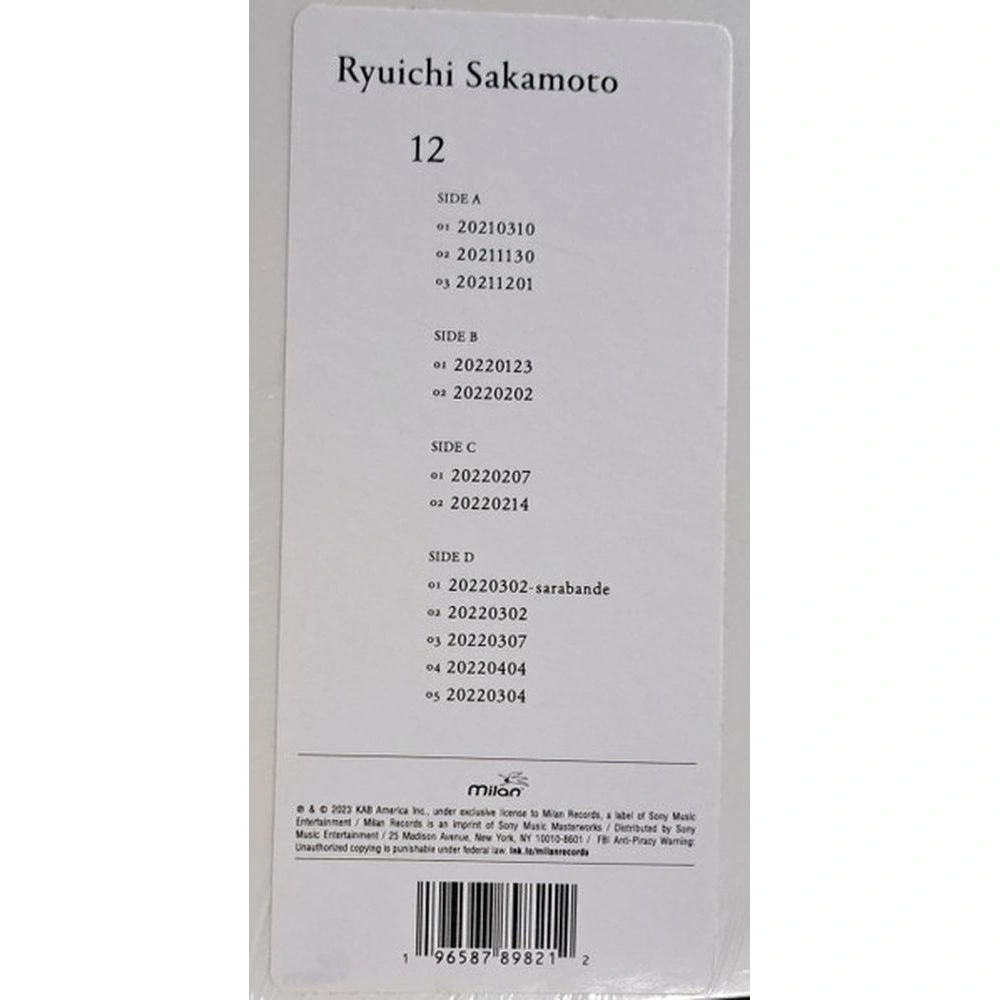 Ryuichi Sakamoto
12
SIDE A
01 20210310
02 20211130
03 20211201
SIDE B
01 20220123
02 20220202
SIDE C
01 20220207
02 20220214
SIDE D
01 20220302-sarabande
02 20220302
03 20220307
04 20220404
05 20220304
milan
℗ & © 2023 KAB America Inc., under exclusive license to Milan Records, a label of Sony Music
Entertainment / Milan Records is an imprint of Sony Music Masterworks / Distributed by Sony
Music Entertainment / 25 Madison Avenue, New York, NY 10010-8601 / FBI Anti-Piracy Warning:
Unauthorized copying is punishable under federal law. lnk.to/milanrecords
1 96587 89821 2